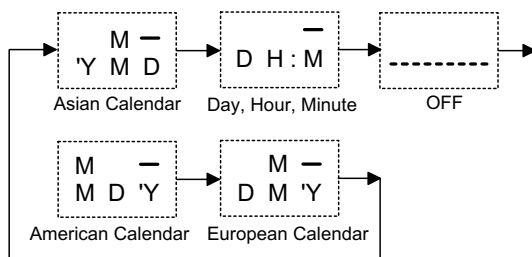 M —
'Y M D
Asian Calendar
—
D H : M
Day, Hour, Minute
---------
OFF
M —
M D 'Y
American Calendar
M —
D M 'Y
European Calendar